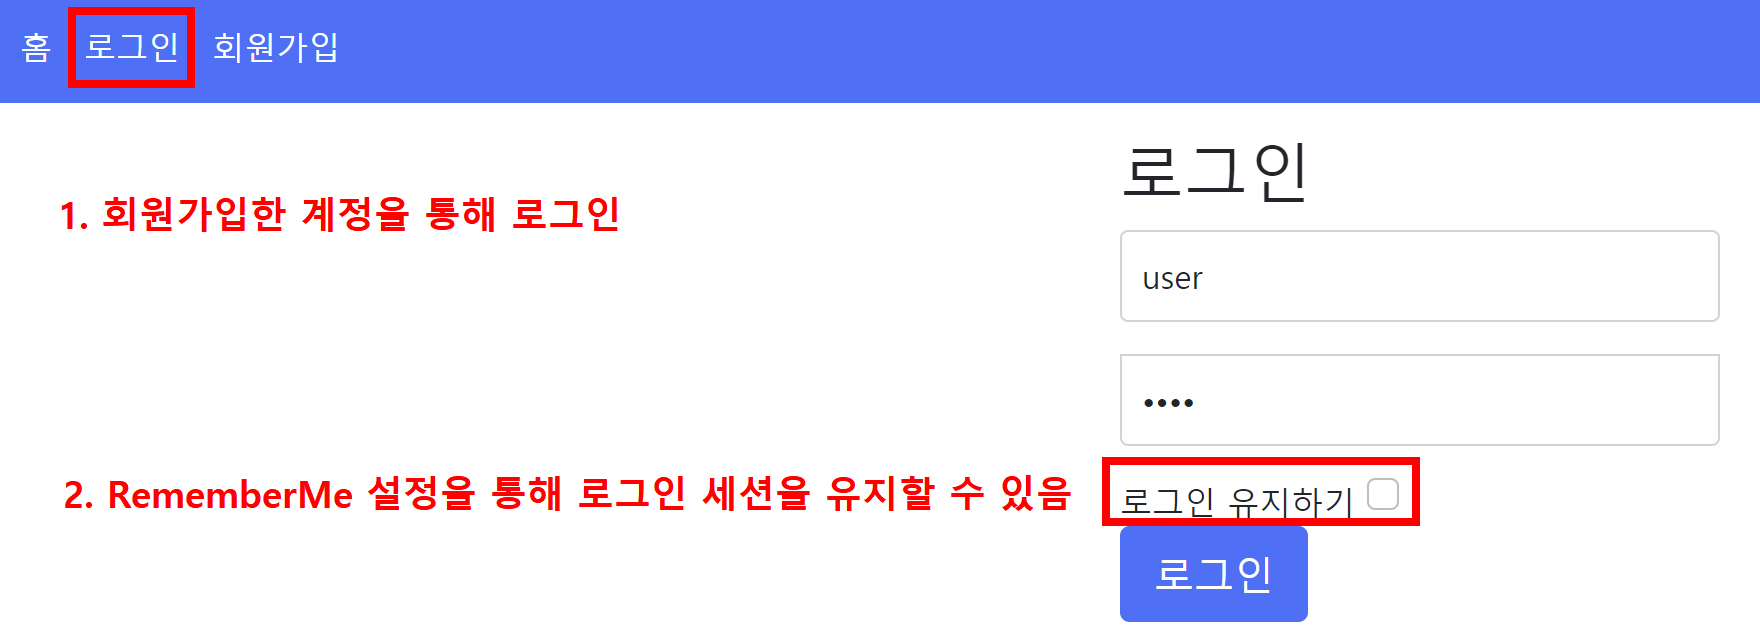 홈 로그인 회원가입
로그인
1. 회원가입한 계정을 통해 로그인
user
••••
2. RememberMe 설정을 통해 로그인 세션을 유지할 수 있음
로그인 유지하기
로그인